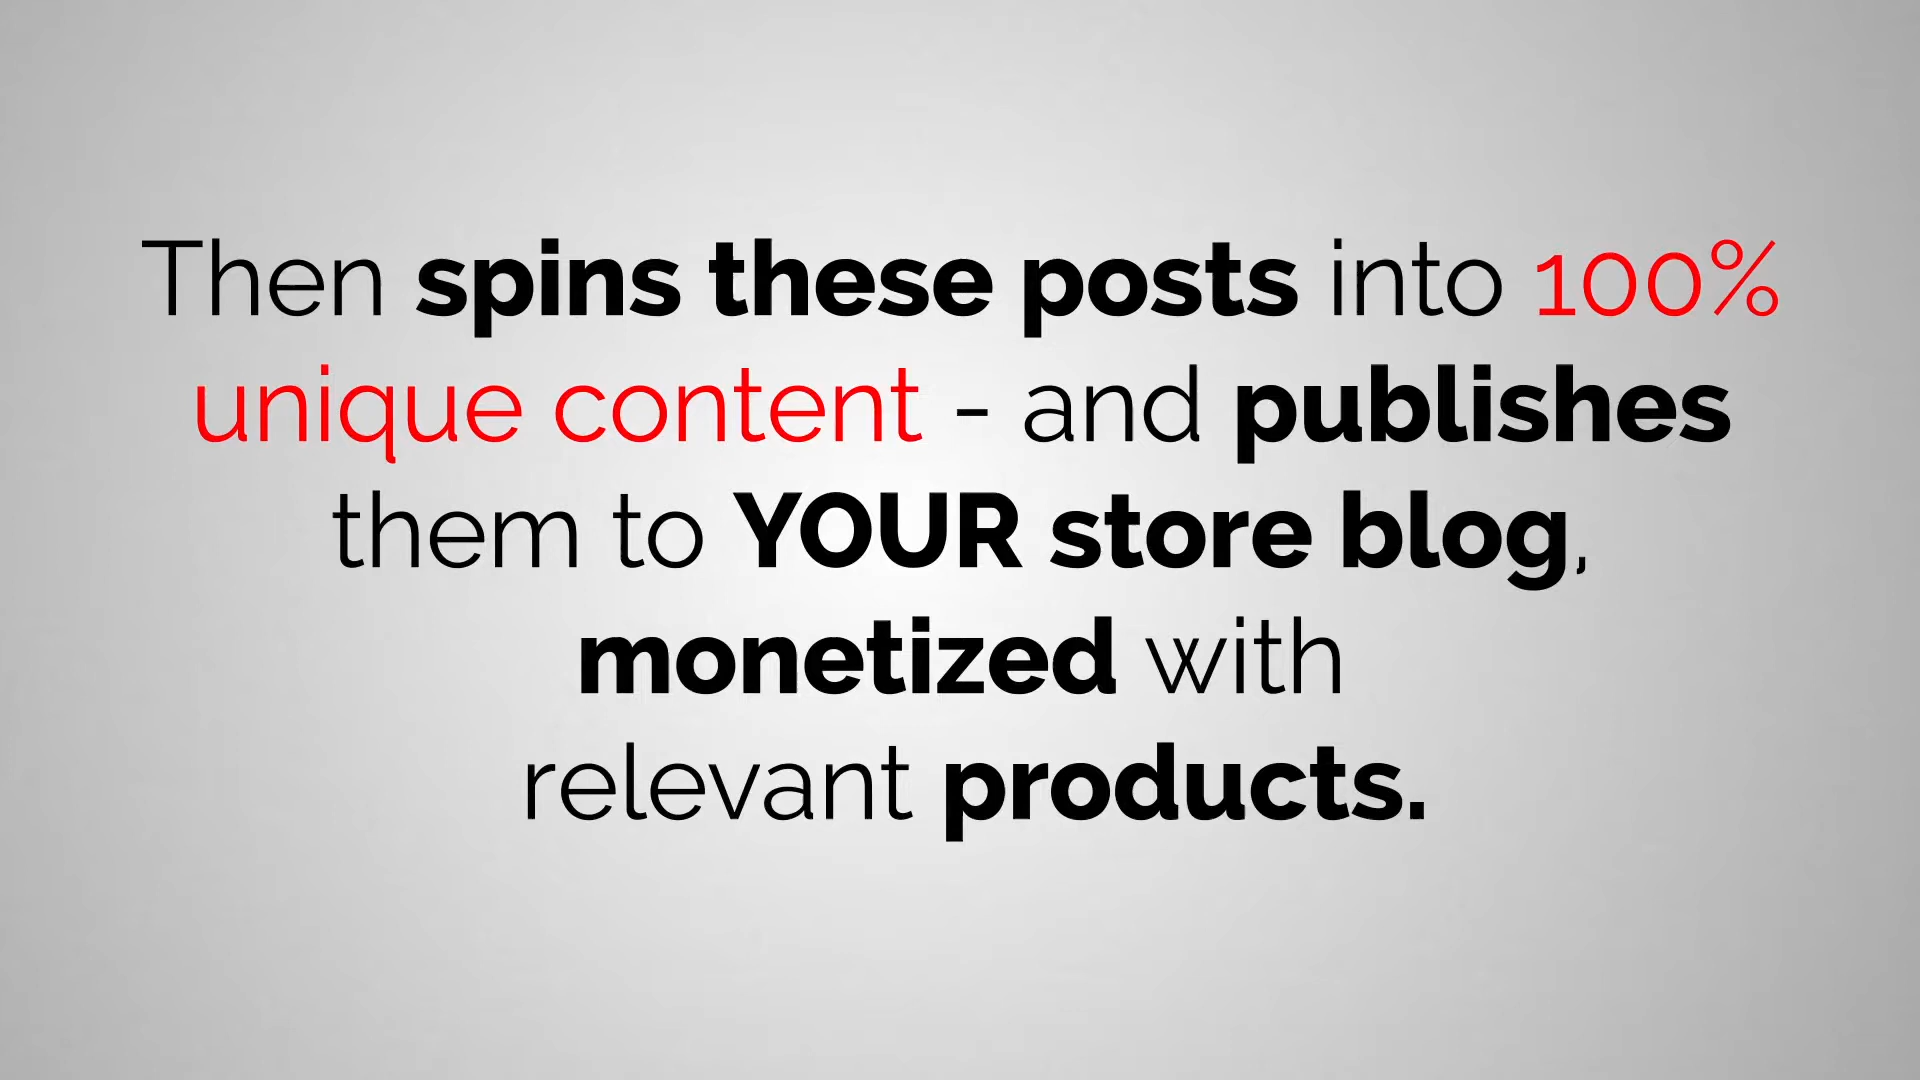 Then spins these posts into 100%
unique content - and publishes
them to YOUR store blog,
monetized with
relevant products.